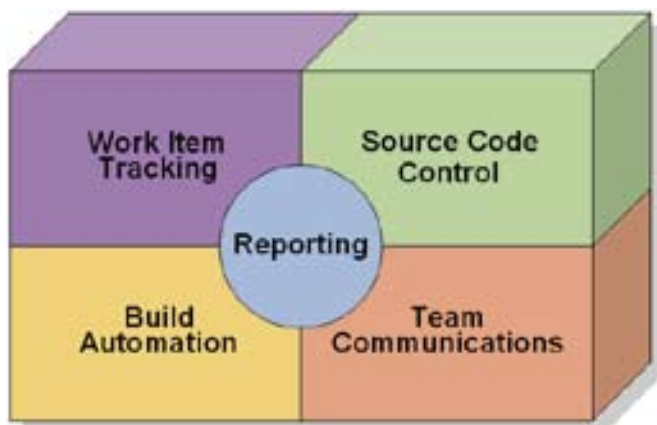 Work Item
Tracking
Source Code
Control
Reporting
Build
Automation
Team
Communications